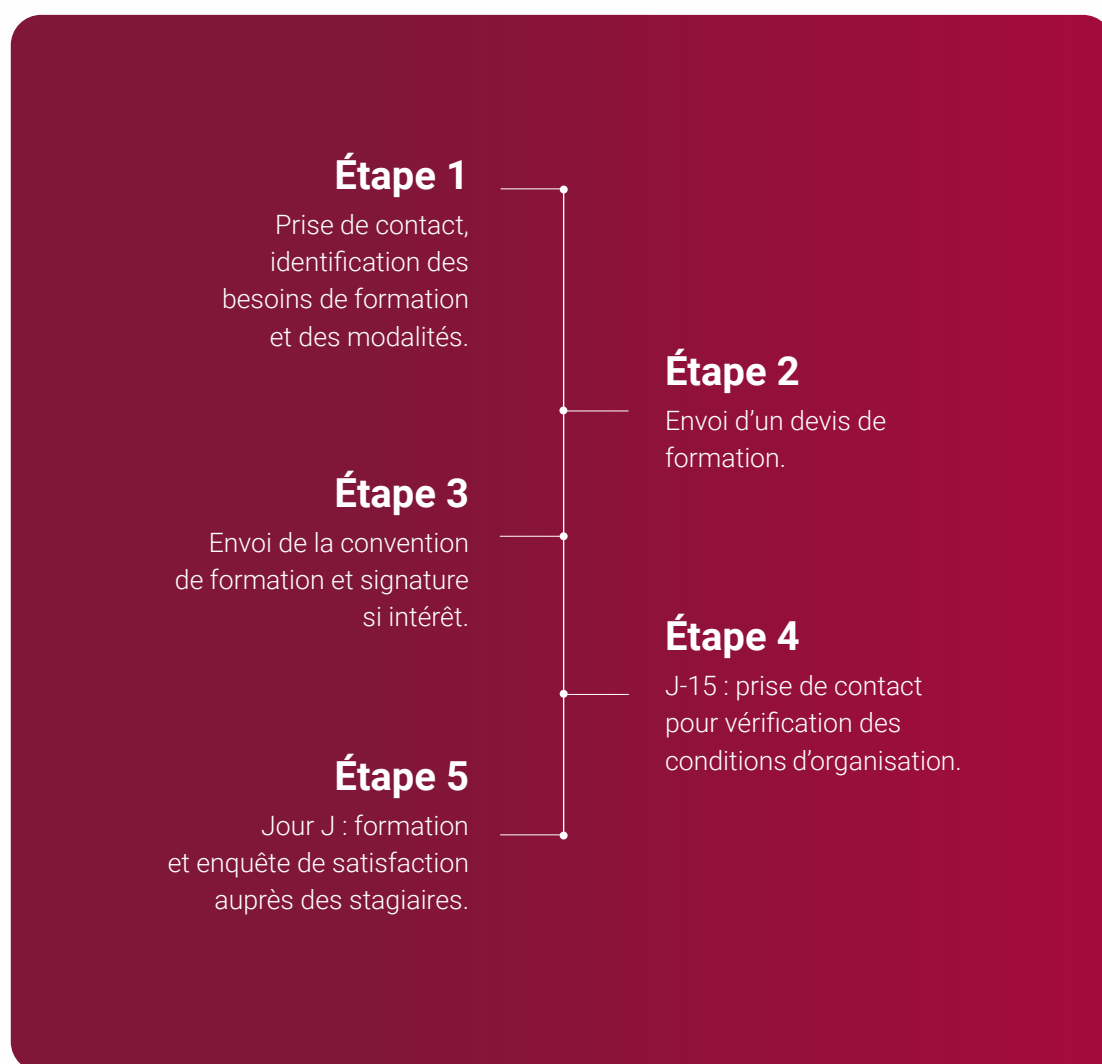 Étape 1
Prise de contact,
identification des
besoins de formation
et des modalités.
Étape 2
Envoi d’un devis de
formation.
Étape 3
Envoi de la convention
de formation et signature
si intérêt.
Étape 4
J-15 : prise de contact
pour vérification des
conditions d’organisation.
Étape 5
Jour J : formation
et enquête de satisfaction
auprès des stagiaires.